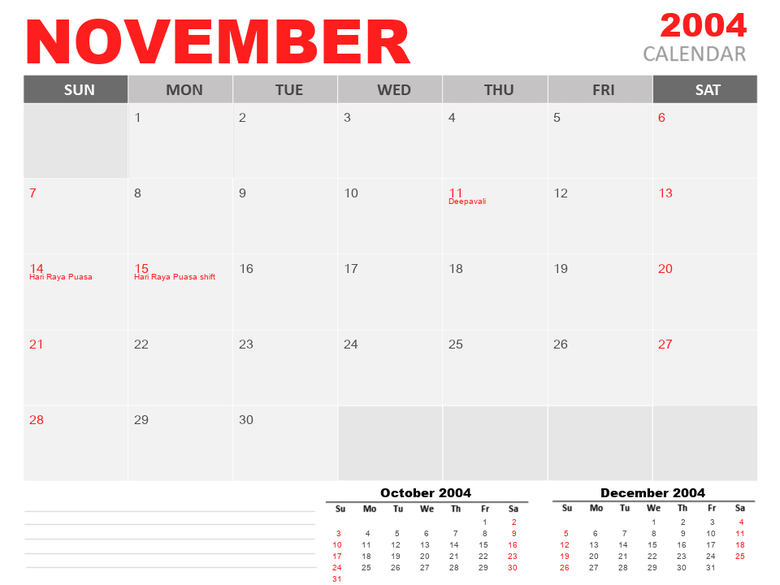 NOVEMBER
2004
CALENDAR
SUN MON TUE WED THU FRI SAT
1 2 3 4 5 6
7 8 9 10 11 12 13
Deepavali
14 15 16 17 18 19 20
Hari Raya Puasa Hari Raya Puasa shift
21 22 23 24 25 26 27
28 29 30
October 2004
Su Mo Tu We Th Fr Sa
1 2
3 4 5 6 7 8 9
10 11 12 13 14 15 16
17 18 19 20 21 22 23
24 25 26 27 28 29 30
31
December 2004
Su Mo Tu We Th Fr Sa
1 2 3 4
5 6 7 8 9 10 11
12 13 14 15 16 17 18
19 20 21 22 23 24 25
26 27 28 29 30 31